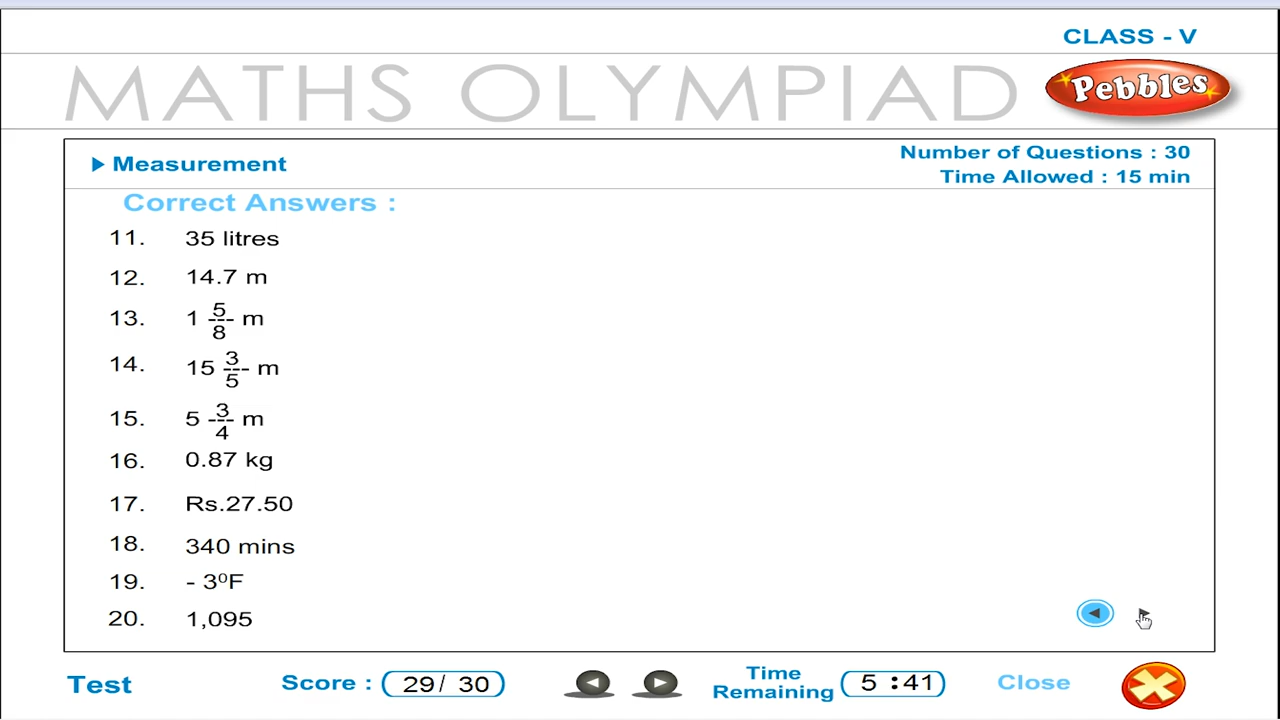 CLASS - V
MATHS OLYMPIAD
Pebbles
Measurement
Number of Questions : 30
Time Allowed : 15 min
Correct Answers :
11. 35 litres
12. 14.7 m
13. 1 5/8 m
14. 15 3/5 m
15. 5 3/4 m
16. 0.87 kg
17. Rs.27.50
18. 340 mins
19. - 3⁰F
20. 1,095
Test
Score : 29/ 30
Time
Remaining
5 : 41
Close